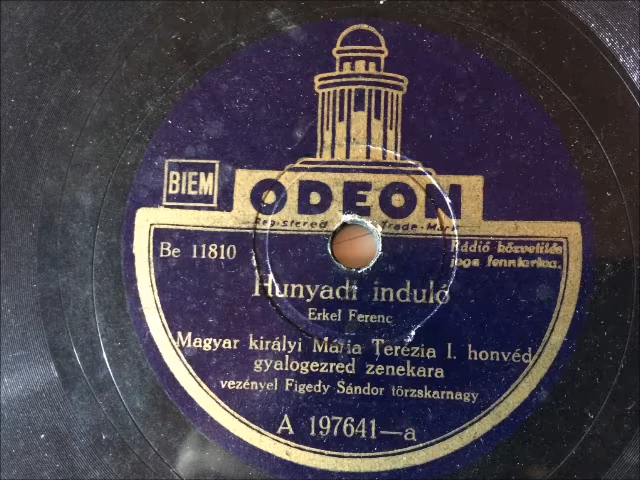 BIEM
ODEON
Registered Trade-Mark
Be 11810
Rádió közvetítés
joga fenntartva.
Hunyadi induló
Erkel Ferenc
Magyar királyi Mária Terézia I. honvéd
gyalogezred zenekara
vezényel Figedy Sándor törzskarnagy
A 197641—a